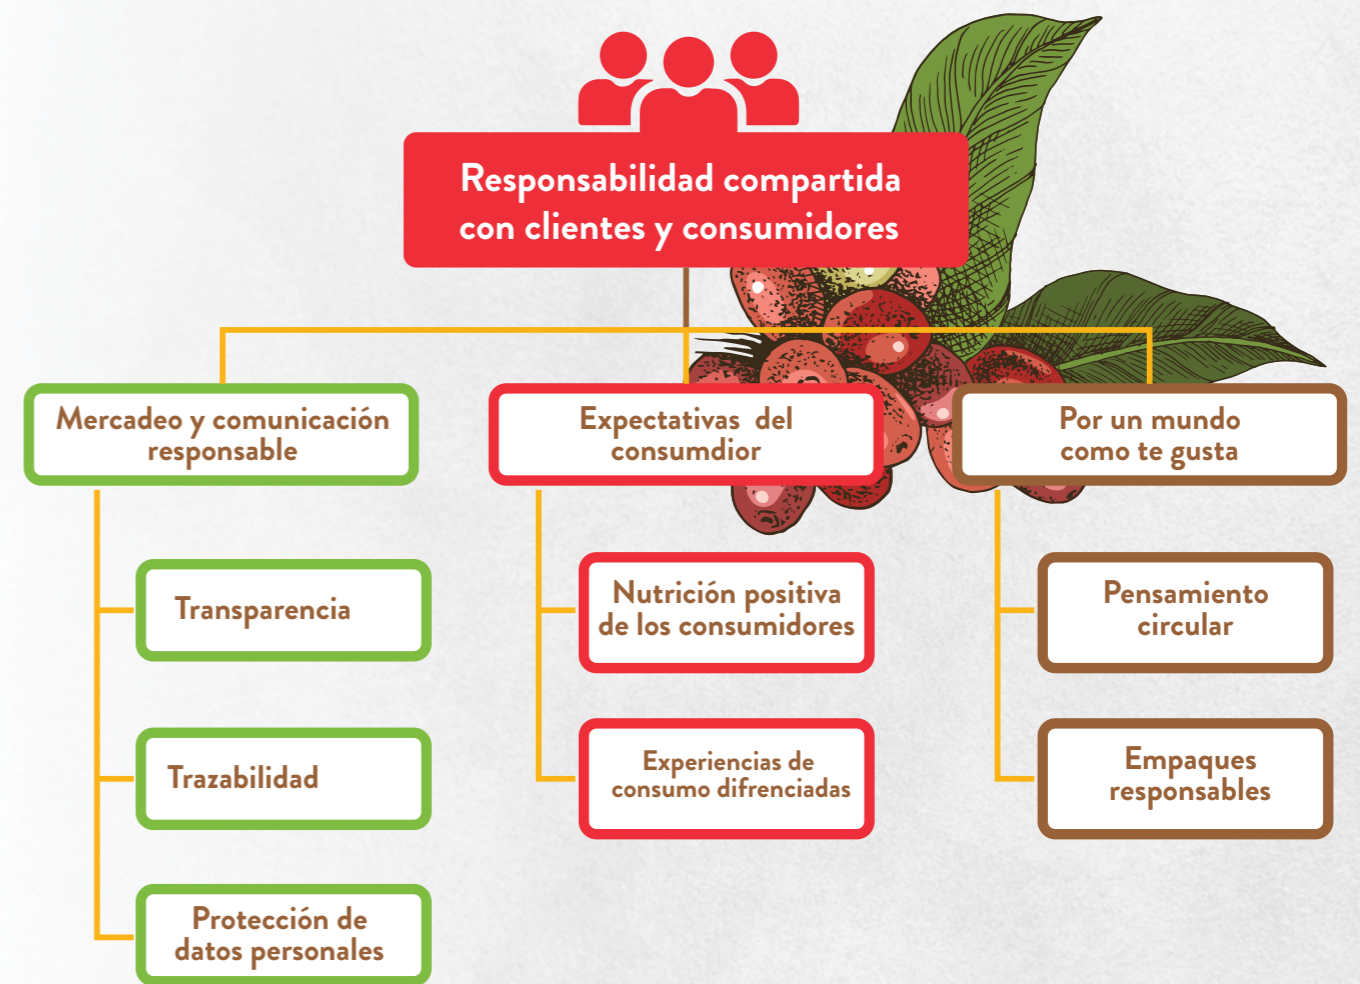 Responsabilidad compartida
con clientes y consumidores
Mercadeo y comunicación
responsable
Transparencia
Trazabilidad
Protección de
datos personales
Expectativas del
consumdior
Nutrición positiva
de los consumidores
Experiencias de
consumo difrenciadas
Por un mundo
como te gusta
Pensamiento
circular
Empaques
responsables